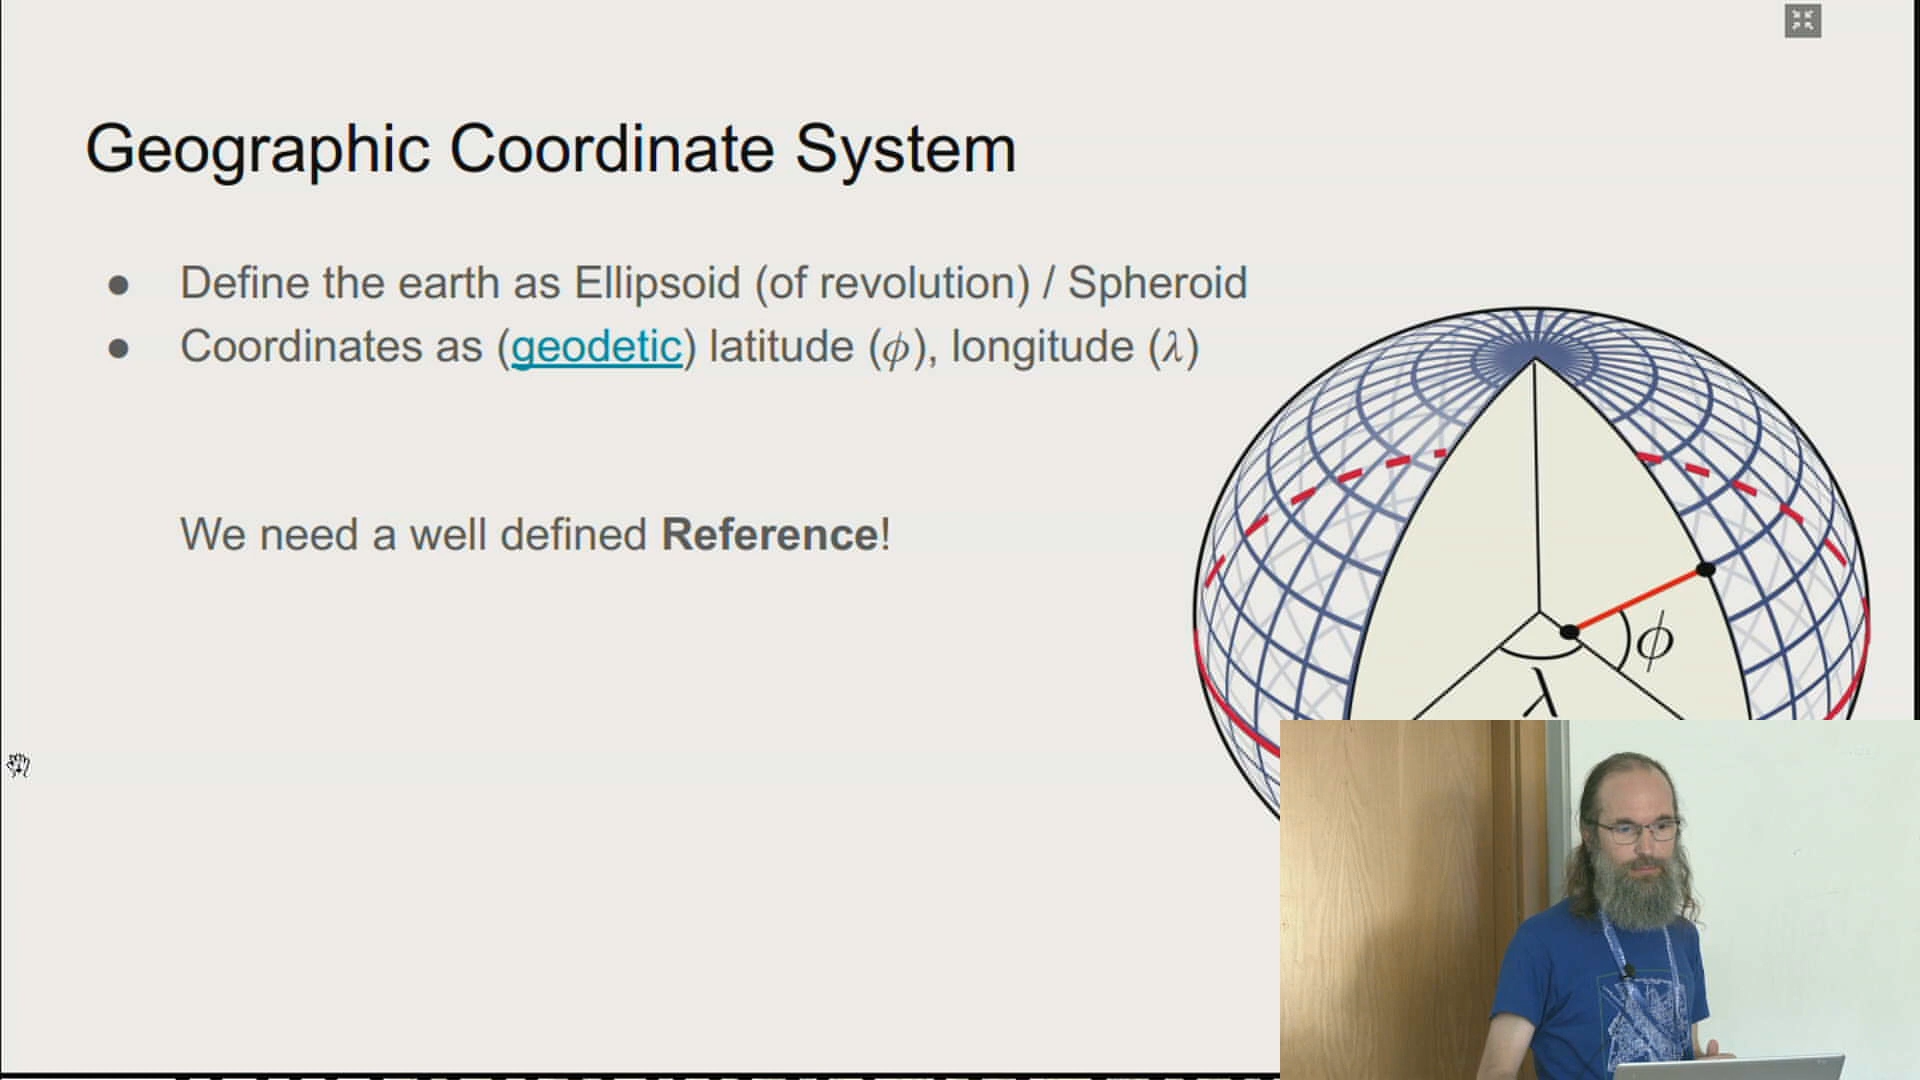 Geographic Coordinate System
● Define the earth as Ellipsoid (of revolution) / Spheroid
● Coordinates as (geodetic) latitude (ϕ), longitude (λ)
We need a well defined Reference!
ϕ
λ